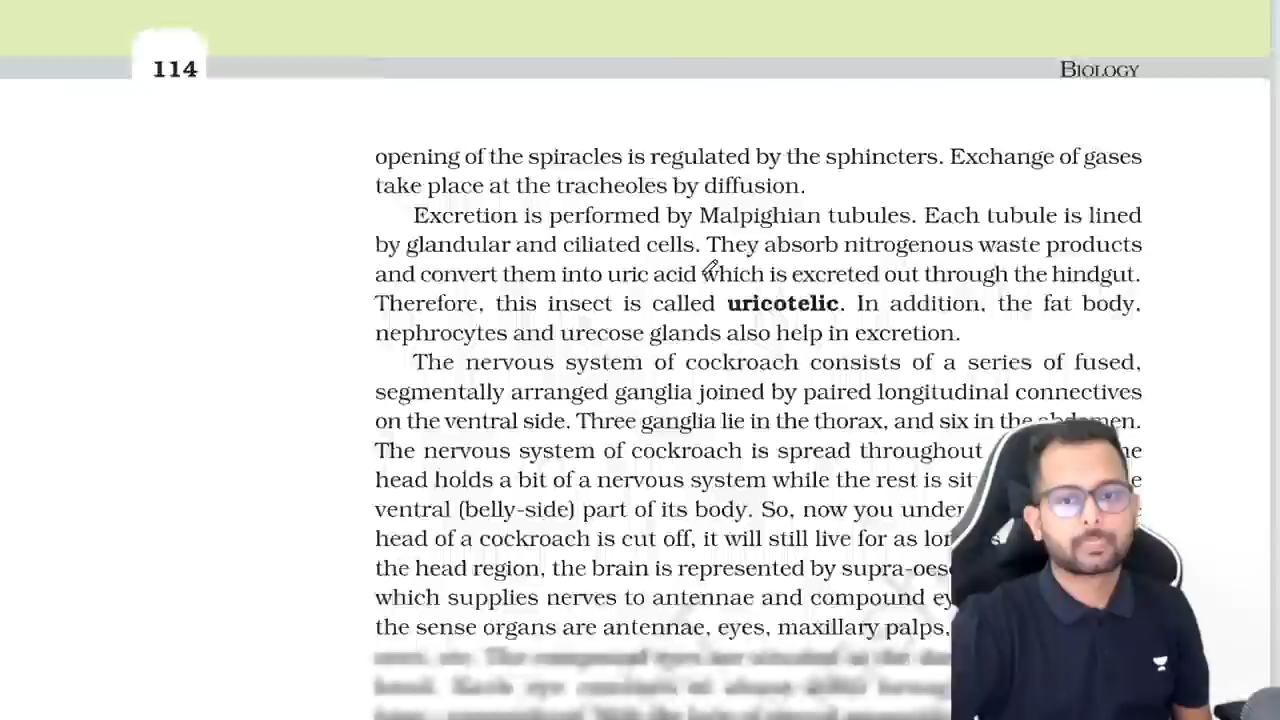 114
BIOLOGY
opening of the spiracles is regulated by the sphincters. Exchange of gases
take place at the tracheoles by diffusion.
Excretion is performed by Malpighian tubules. Each tubule is lined
by glandular and ciliated cells. They absorb nitrogenous waste products
and convert them into uric acid which is excreted out through the hindgut.
Therefore, this insect is called uricotelic. In addition, the fat body,
nephrocytes and urecose glands also help in excretion.
The nervous system of cockroach consists of a series of fused,
segmentally arranged ganglia joined by paired longitudinal connectives
on the ventral side. Three ganglia lie in the thorax, and six in the abdomen.
The nervous system of cockroach is spread throughout
head holds a bit of a nervous system while the rest is
ventral (belly-side) part of its body. So, now you
head of a cockroach is cut off, it will still live for as
the head region, the brain is represented by
which supplies nerves to antennae and compound
the sense organs are antennae, eyes, maxillary palps,